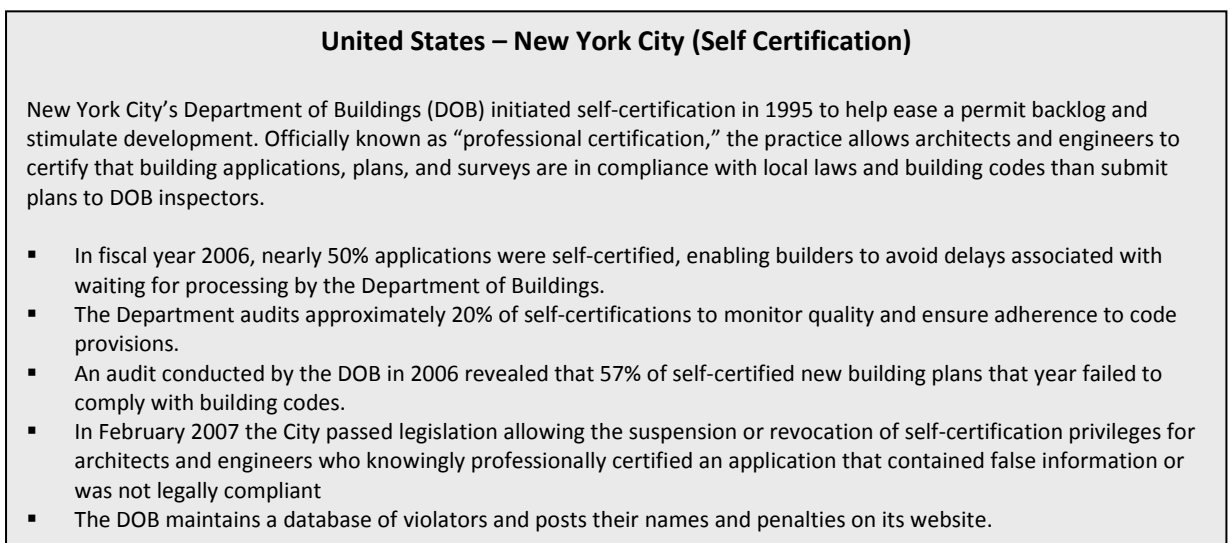 United States – New York City (Self Certification)
New York City’s Department of Buildings (DOB) initiated self-certification in 1995 to help ease a permit backlog and
stimulate development. Officially known as “professional certification,” the practice allows architects and engineers to
certify that building applications, plans, and surveys are in compliance with local laws and building codes than submit
plans to DOB inspectors.
▪ In fiscal year 2006, nearly 50% applications were self-certified, enabling builders to avoid delays associated with
waiting for processing by the Department of Buildings.
▪ The Department audits approximately 20% of self-certifications to monitor quality and ensure adherence to code
provisions.
▪ An audit conducted by the DOB in 2006 revealed that 57% of self-certified new building plans that year failed to
comply with building codes.
▪ In February 2007 the City passed legislation allowing the suspension or revocation of self-certification privileges for
architects and engineers who knowingly professionally certified an application that contained false information or
was not legally compliant
▪ The DOB maintains a database of violators and posts their names and penalties on its website.